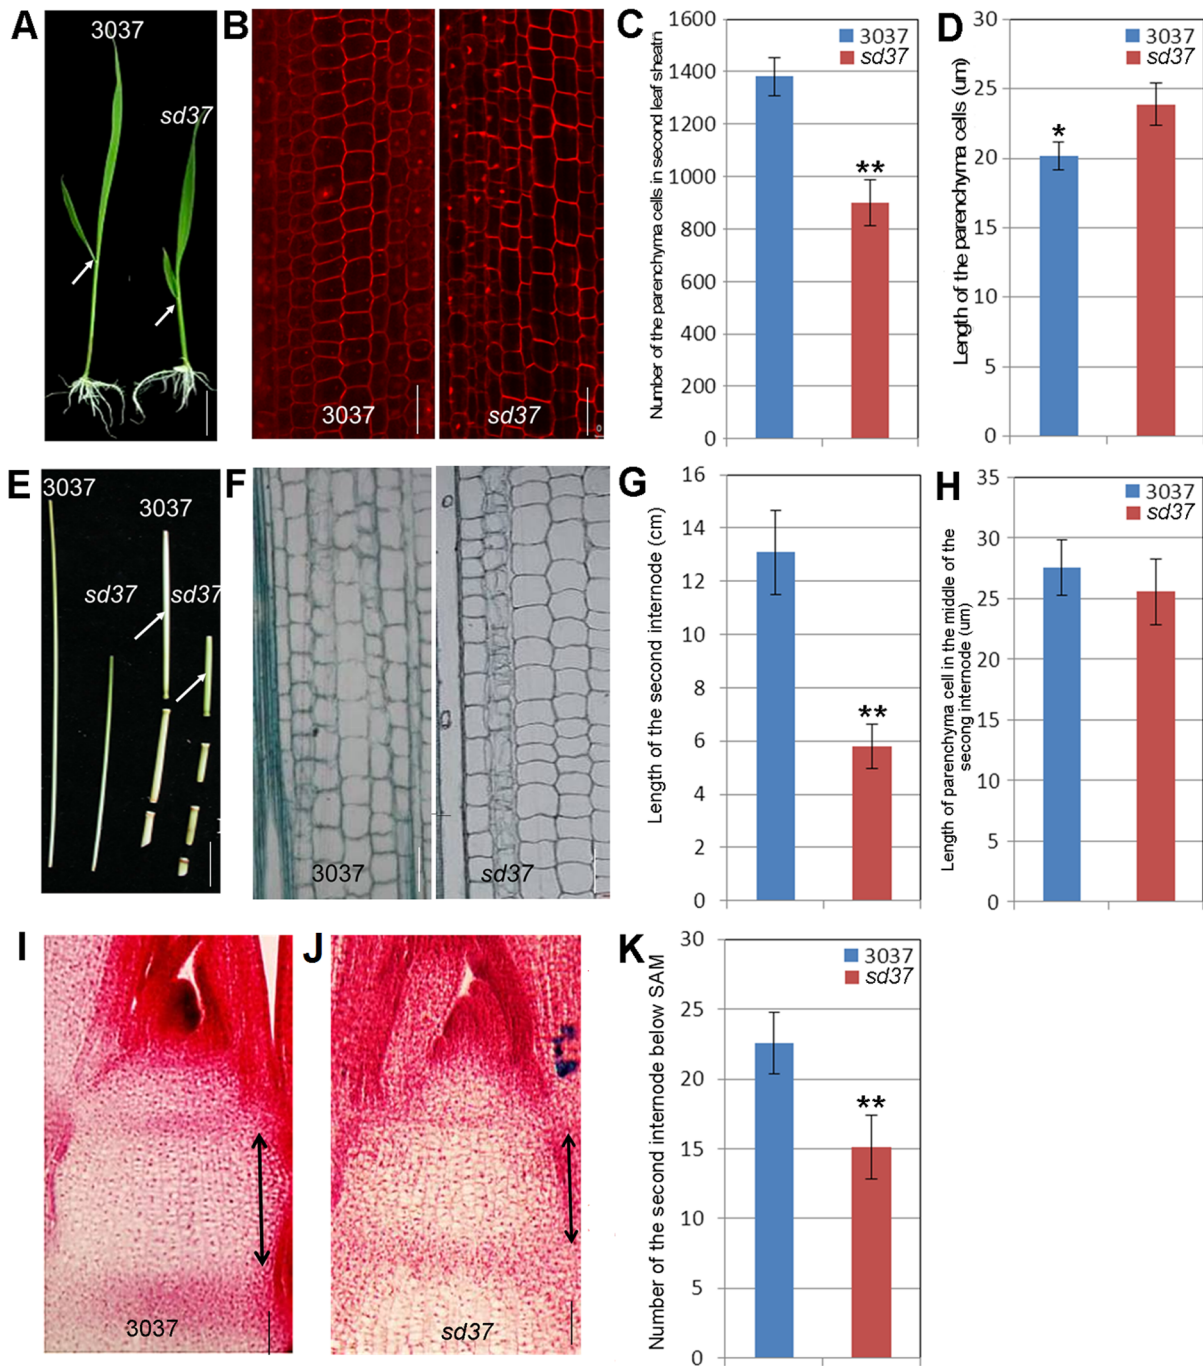 A
3037
sd37
B
3037
sd37
C
Number of the parenchyma cells in second leaf sheatn
1600
1400
1200
1000
800
600
400
200
0
3037
sd37
**
D
Length of the parenchyma cells (um)
30
25
20
15
10
5
0
3037
sd37
*
E
3037
3037
sd37
sd37
F
3037
sd37
G
Length of the second internode (cm)
16
14
12
10
8
6
4
2
0
**
H
Length of parenchyma cell in the middle of the
secong internode (um)
35
30
25
20
15
10
5
0
3037
sd37
I
3037
J
sd37
K
Number of the second internode below SAM
30
25
20
15
10
5
0
3037
sd37
**